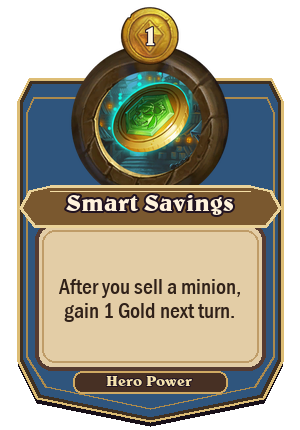 1
Smart Savings
After you sell a minion,
gain 1 Gold next turn.
Hero Power